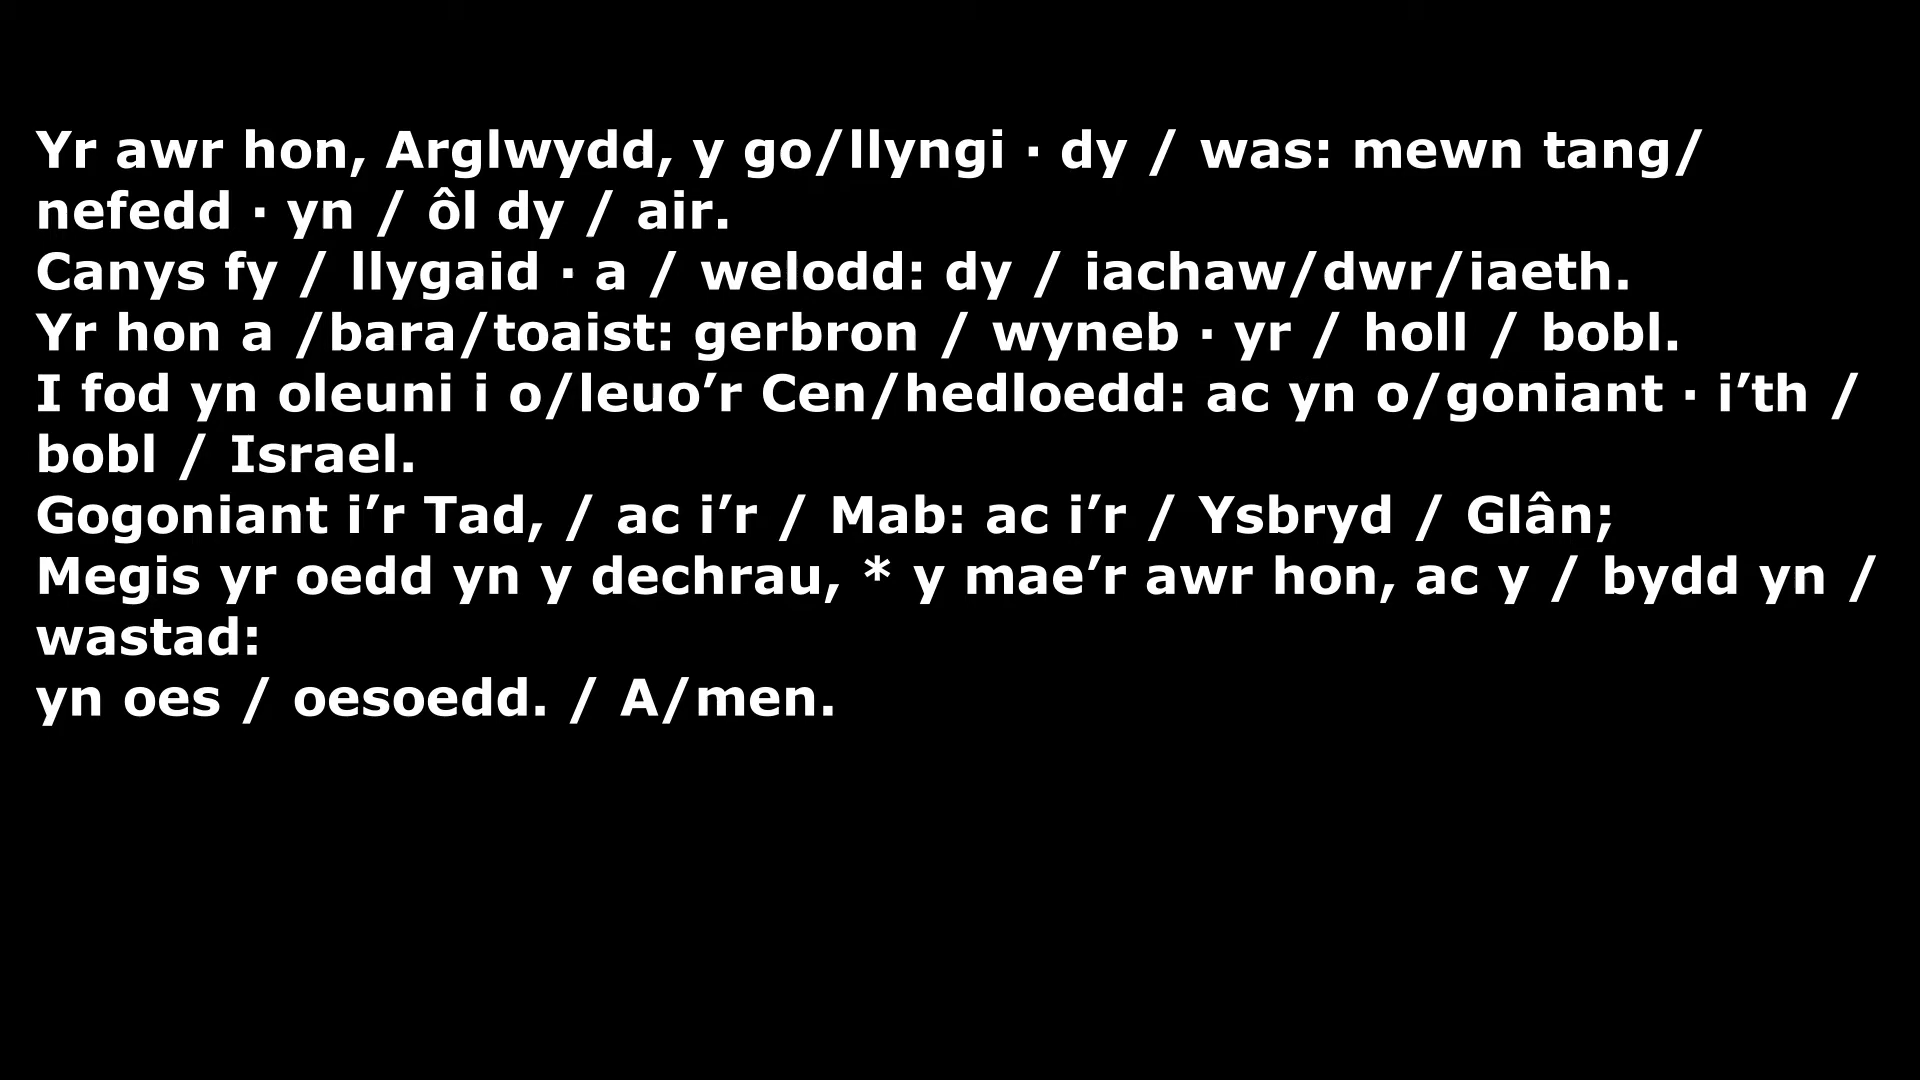 Yr awr hon, Arglwydd, y go/llyngi · dy / was: mewn tang/
nefedd · yn / ôl dy / air.
Canys fy / llygaid · a / welodd: dy / iachaw/dwr/iaeth.
Yr hon a /bara/toaist: gerbron / wyneb · yr / holl / bobl.
I fod yn oleuni i o/leuo’r Cen/hedloedd: ac yn o/goniant · i’th /
bobl / Israel.
Gogoniant i’r Tad, / ac i’r / Mab: ac i’r / Ysbryd / Glân;
Megis yr oedd yn y dechrau, * y mae’r awr hon, ac y / bydd yn /
wastad:
yn oes / oesoedd. / A/men.